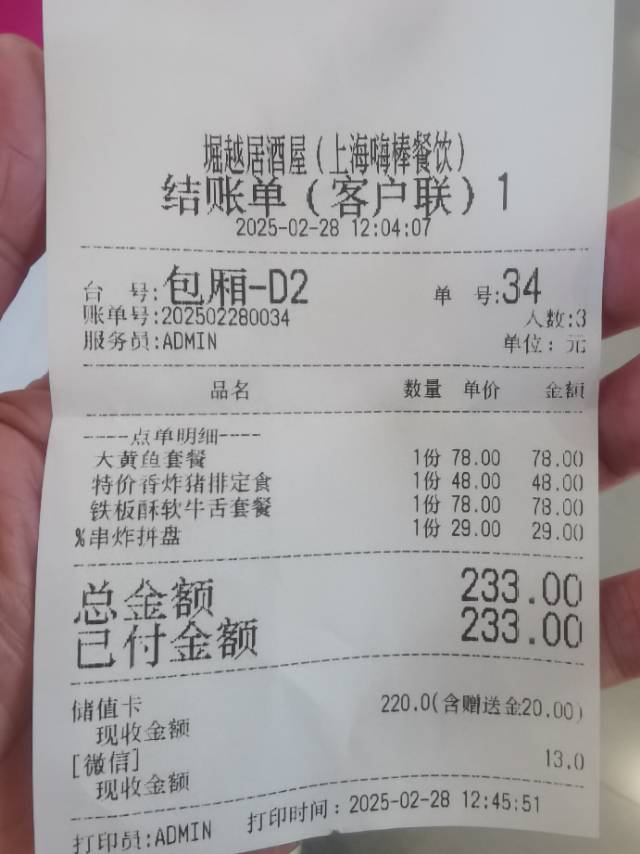 堀越居酒屋(上海嗨棒餐饮)
结账单(客户联)1
2025-02-28 12:04:07
台 号:包厢-D2 单 号:34
账单号:202502280034 人数:3
服务员:ADMIN 单位: 元
品名 数量 单价 金额
----点单明细----
大黄鱼套餐 1份 78.00 78.00
特价香炸猪排定食 1份 48.00 48.00
铁板酥软牛舌套餐 1份 78.00 78.00
%串炸拼盘 1份 29.00 29.00
总金额 233.00
已付金额 233.00
储值卡 220.0(含赠送金20.00)
现收金额
[微信] 13.0
现收金额
打印员:ADMIN 打印时间:2025-02-28 12:45:51